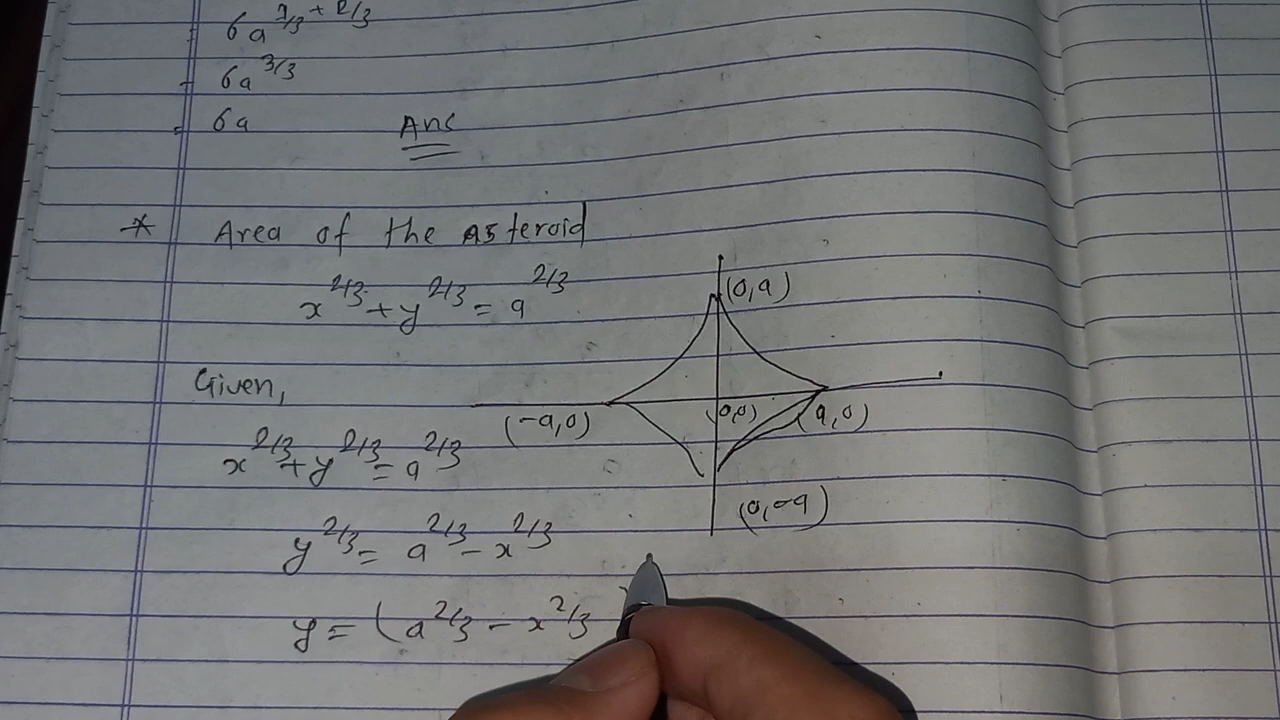 6a^1/3 + 2/3
= 6a^3/3
= 6a Ans
* Area of the Asteroid
x^2/3 + y^2/3 = a^2/3
(0,a)
Given,
(-a,0) (0,0) (a,0)
x^2/3 + y^2/3 = a^2/3
(0,-a)
y^2/3 = a^2/3 - x^2/3
y = (a^2/3 - x^2/3